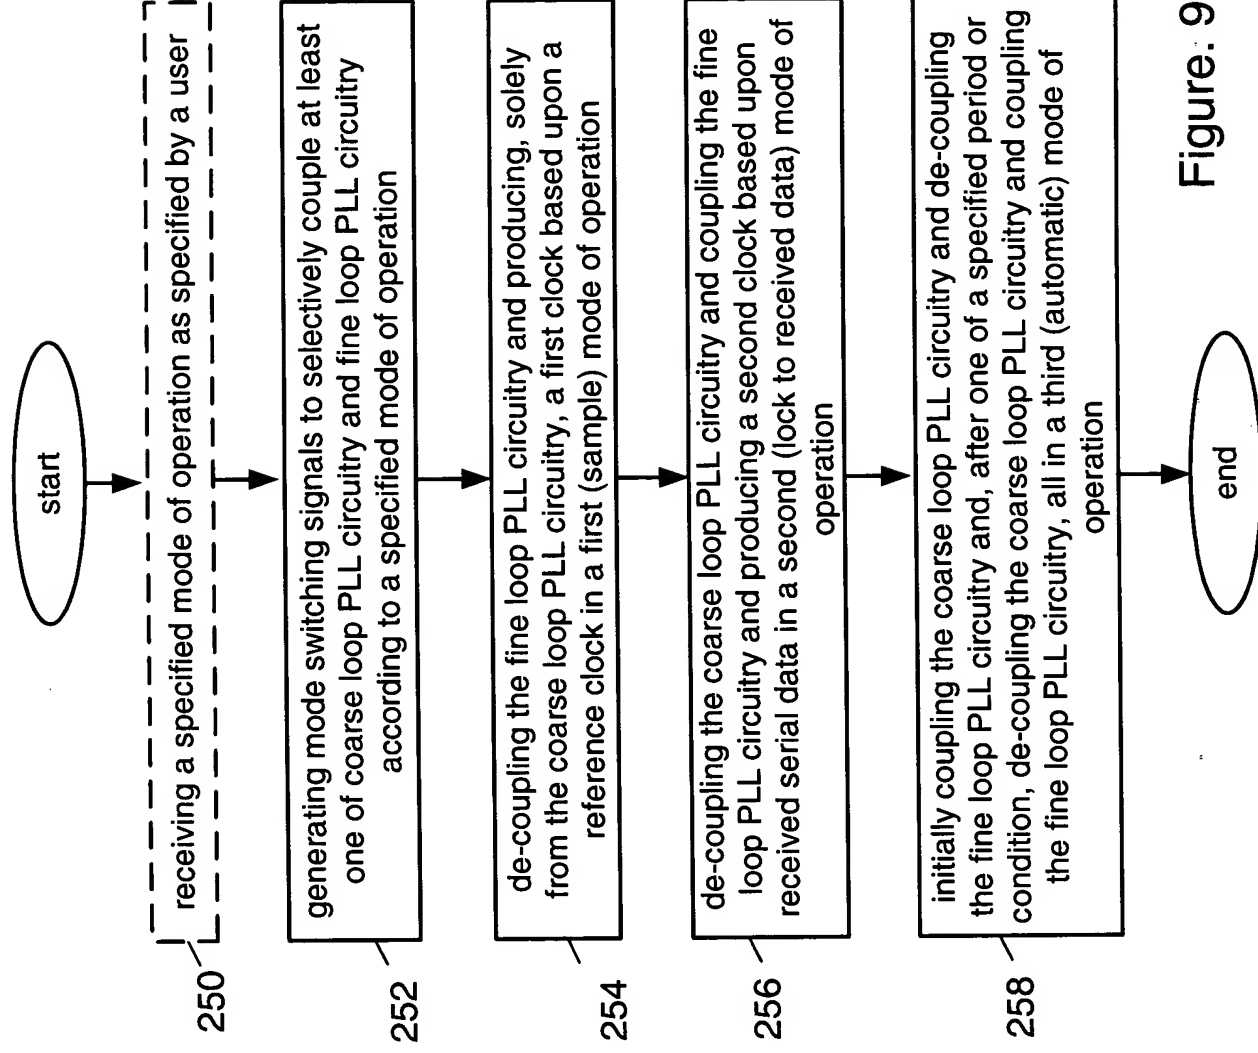 start
receiving a specified mode of operation as specified by a user
250
generating mode switching signals to selectively couple at least
one of coarse loop PLL circuitry and fine loop PLL circuitry
according to a specified mode of operation
252
de-coupling the fine loop PLL circuitry and producing, solely
from the coarse loop PLL circuitry, a first clock based upon a
reference clock in a first (sample) mode of operation
254
de-coupling the coarse loop PLL circuitry and coupling the fine
loop PLL circuitry and producing a second clock based upon
received serial data in a second (lock to received data) mode of
operation
256
initially coupling the coarse loop PLL circuitry and de-coupling
the fine loop PLL circuitry and, after one of a specified period or
condition, de-coupling the coarse loop PLL circuitry and coupling
the fine loop PLL circuitry, all in a third (automatic) mode of
operation
258
end
Figure. 9